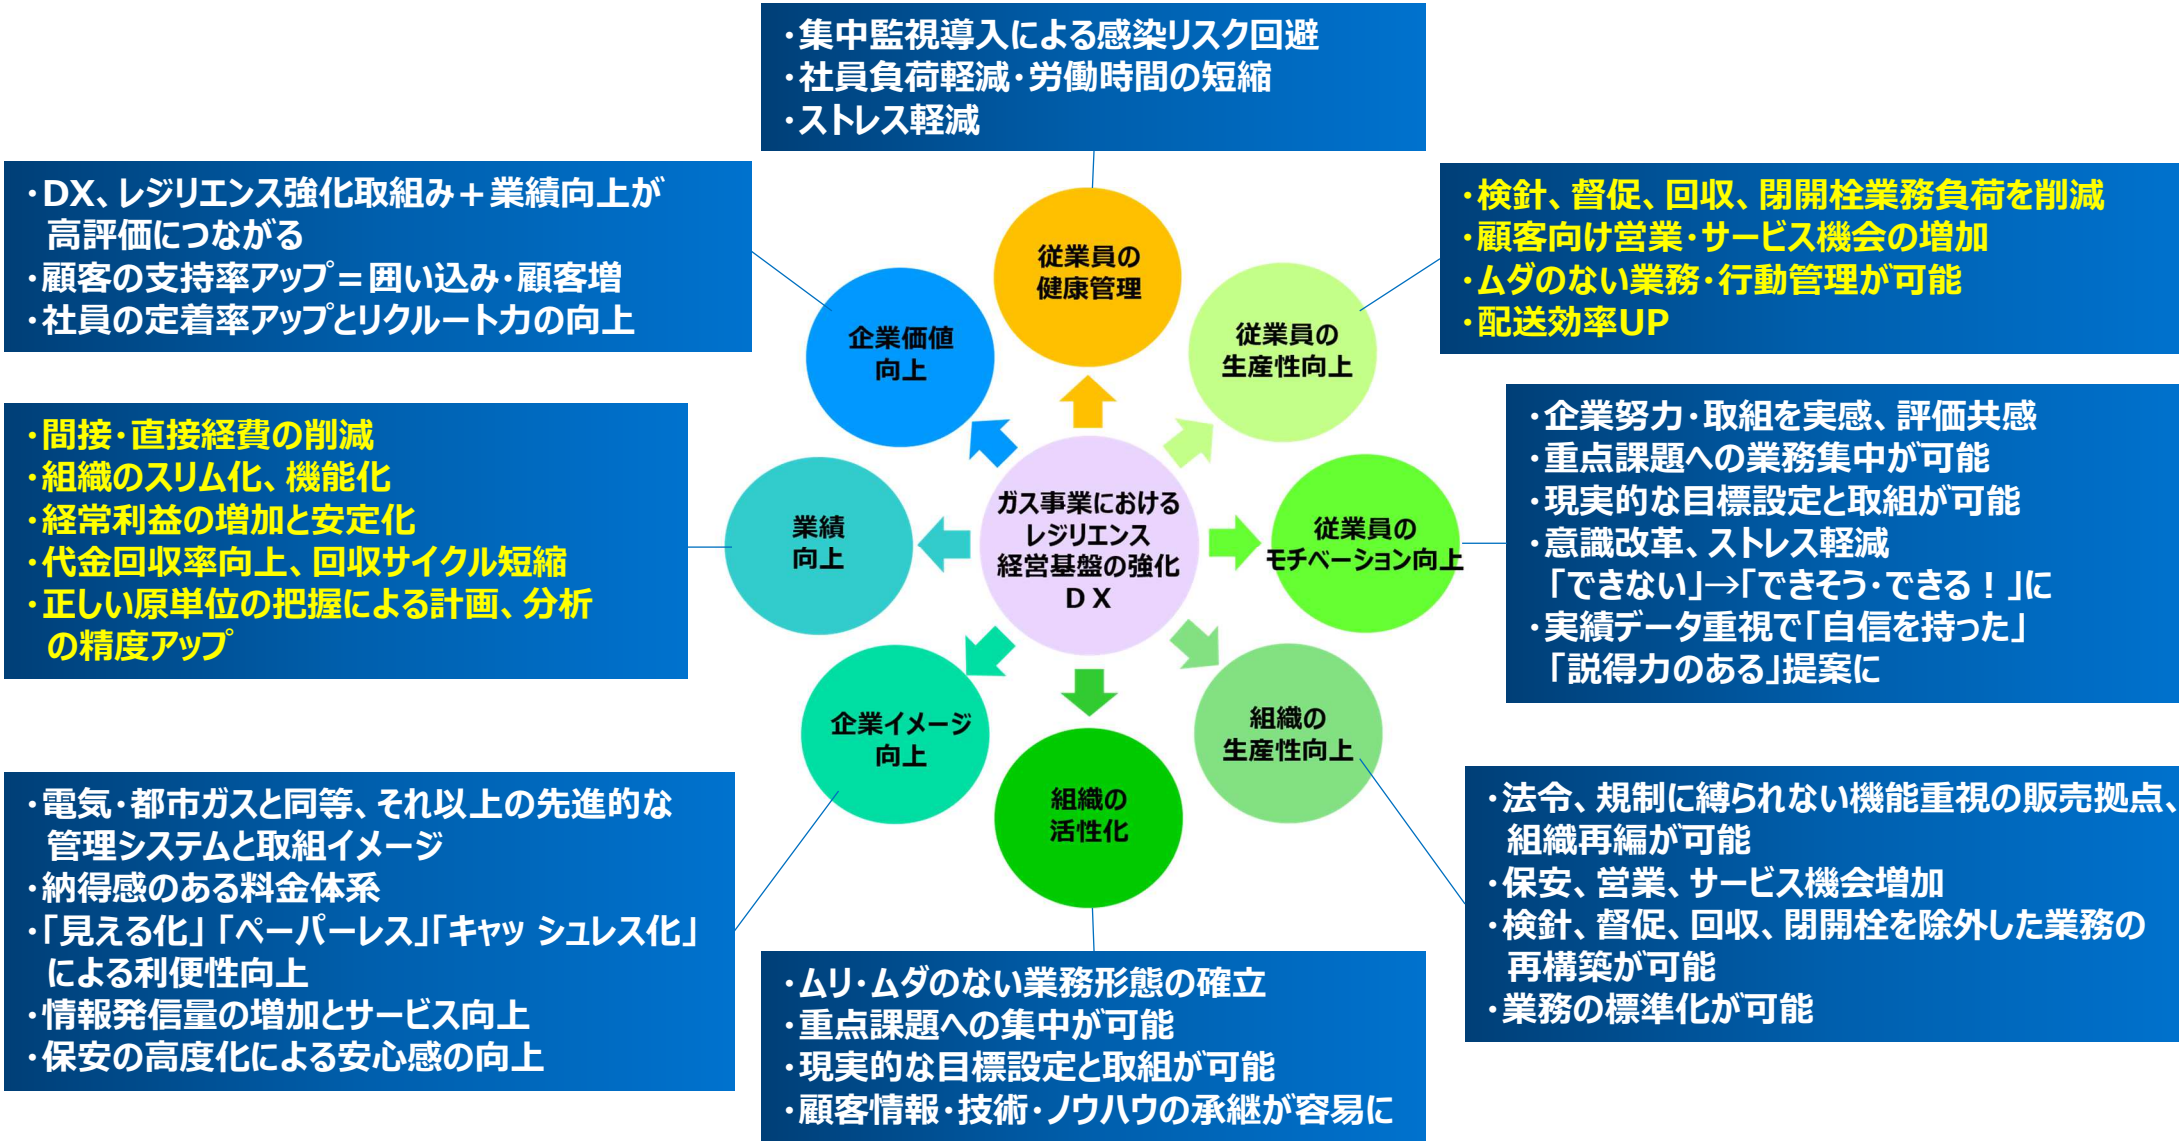 ・集中監視導入による感染リスク回避
・社員負荷軽減・労働時間の短縮
・ストレス軽減
・DX、レジリエンス強化取組み＋業績向上が
高評価につながる
・顧客の支持率アップ＝囲い込み・顧客増
・社員の定着率アップとリクルート力の向上
・検針、督促、回収、閉開栓業務負荷を削減
・顧客向け営業・サービス機会の増加
・ムダのない業務・行動管理が可能
・配送効率UP
従業員の
健康管理
企業価値
向上
従業員の
生産性向上
・間接・直接経費の削減
・組織のスリム化、機能化
・経常利益の増加と安定化
・代金回収率向上、回収サイクル短縮
・正しい原単位の把握による計画、分析
の精度アップ
業績
向上
ガス事業における
レジリエンス
経営基盤の強化
ＤＸ
従業員の
モチベーション向上
・企業努力・取組を実感、評価共感
・重点課題への業務集中が可能
・現実的な目標設定と取組が可能
・意識改革、ストレス軽減
「できない」→「できそう・できる！」に
・実績データ重視で「自信を持った」
「説得力のある」提案に
企業イメージ
向上
組織の
活性化
組織の
生産性向上
・電気・都市ガスと同等、それ以上の先進的な
管理システムと取組イメージ
・納得感のある料金体系
・「見える化」「ペーパーレス」「キャッ シュレス化」
による利便性向上
・情報発信量の増加とサービス向上
・保安の高度化による安心感の向上
・ムリ・ムダのない業務形態の確立
・重点課題への集中が可能
・現実的な目標設定と取組が可能
・顧客情報・技術・ノウハウの承継が容易に
・法令、規制に縛られない機能重視の販売拠点、
組織再編が可能
・保安、営業、サービス機会増加
・検針、督促、回収、閉開栓を除外した業務の
再構築が可能
・業務の標準化が可能